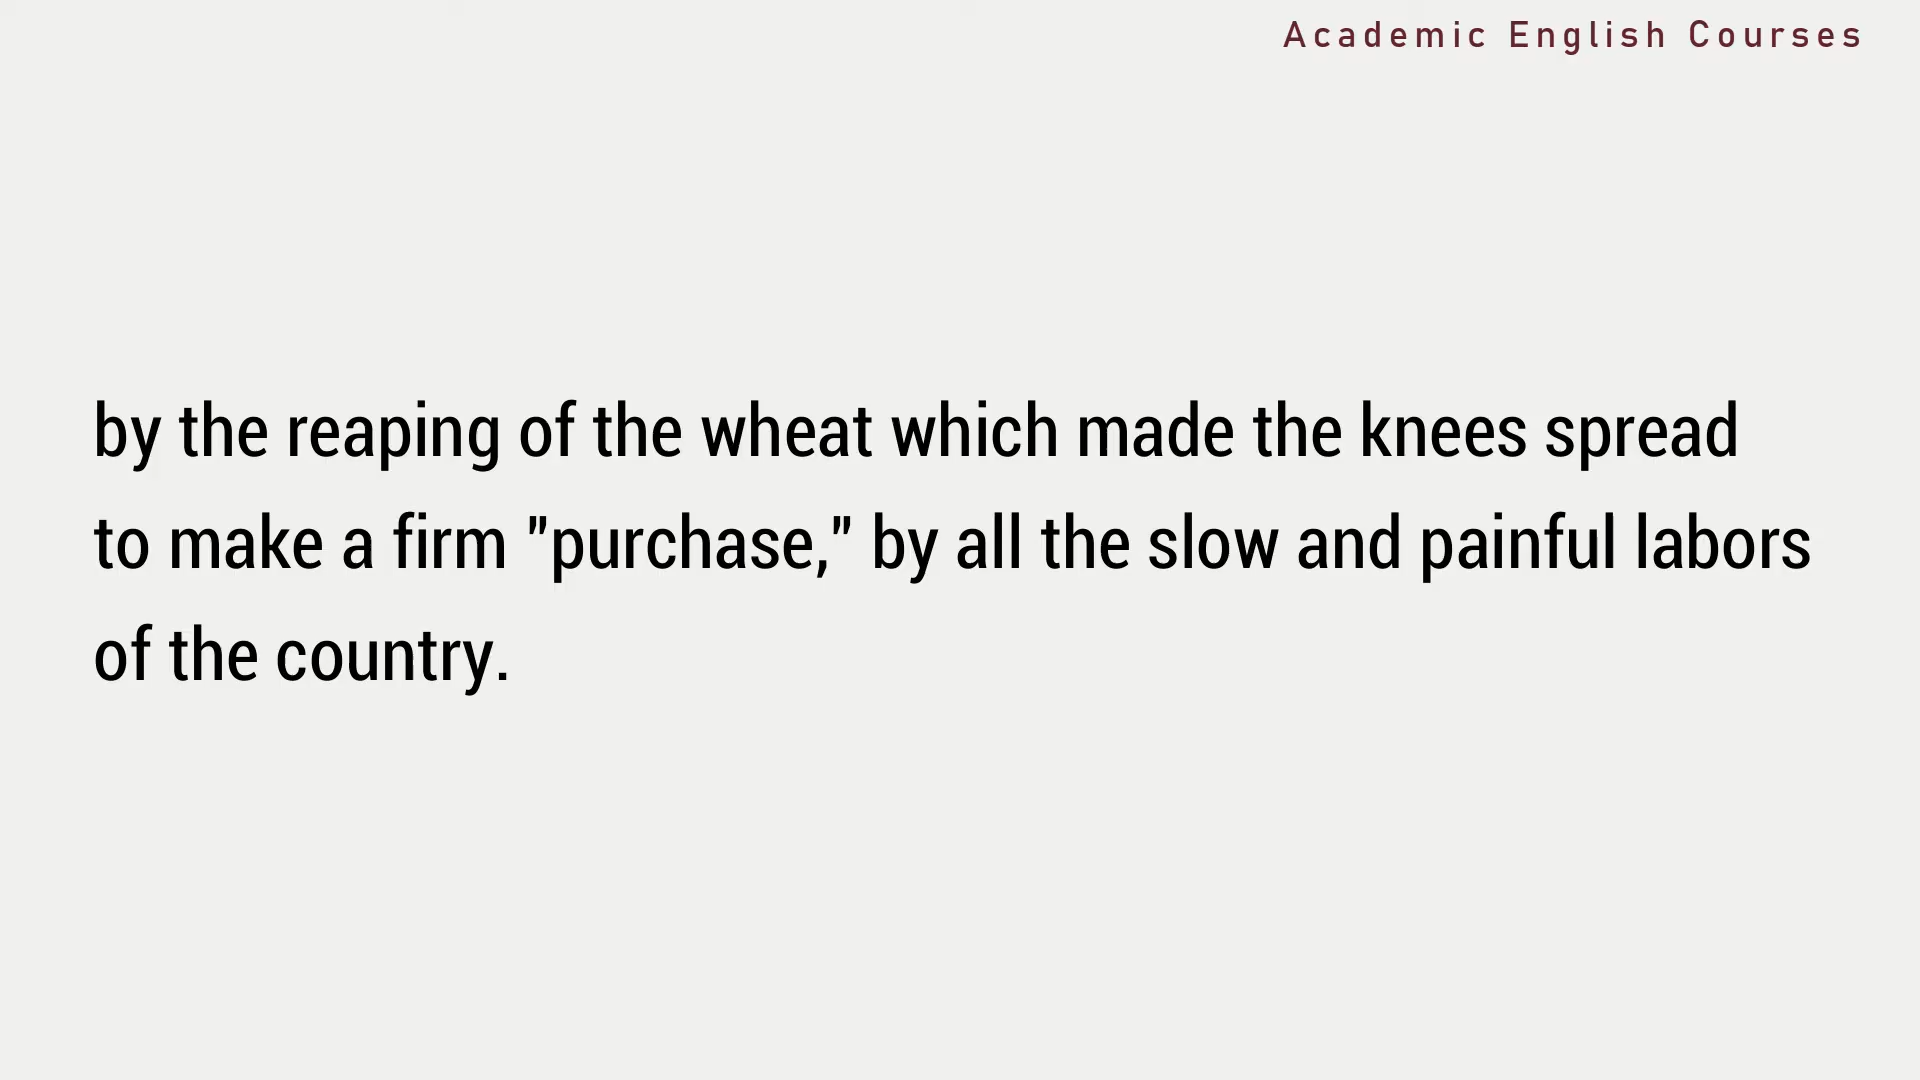 Academic English Courses
by the reaping of the wheat which made the knees spread
to make a firm "purchase," by all the slow and painful labors
of the country.